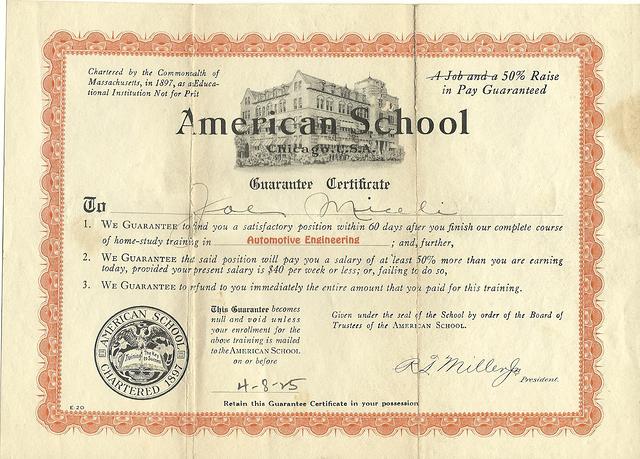 Chartered by the Commonwealth of
Massachusetts, in 1897, as a Educa-
tional Institution Not for Prfit
A Job and a 50% Raise
in Pay Guaranteed
American School
Chicago, U.S.A.
Guarantee Certificate
To Joe Miceli
1. WE GUARANTEE to find you a satisfactory position within 60 days after you finish our complete course
of home-study training in Automotive Engineering ; and, further,
2. WE GUARANTEE that said position will pay you a salary of at least 50% more than you are earning
today, provided your present salary is $40 per week or less; or, failing to do so,
3. WE GUARANTEE to refund to you immediately the entire amount that you paid for this training.
AMERICAN SCHOOL
CHARTERED 1897
This Guarantee becomes
null and void unless
your enrollment for the
above training is mailed
to the AMERICAN SCHOOL
on or before
4-8-25
Given under the seal of the School by order of the Board of
Trustees of the AMERICAN SCHOOL.
R T Miller Jr
President.
E-20
Retain this Guarantee Certificate in your possession